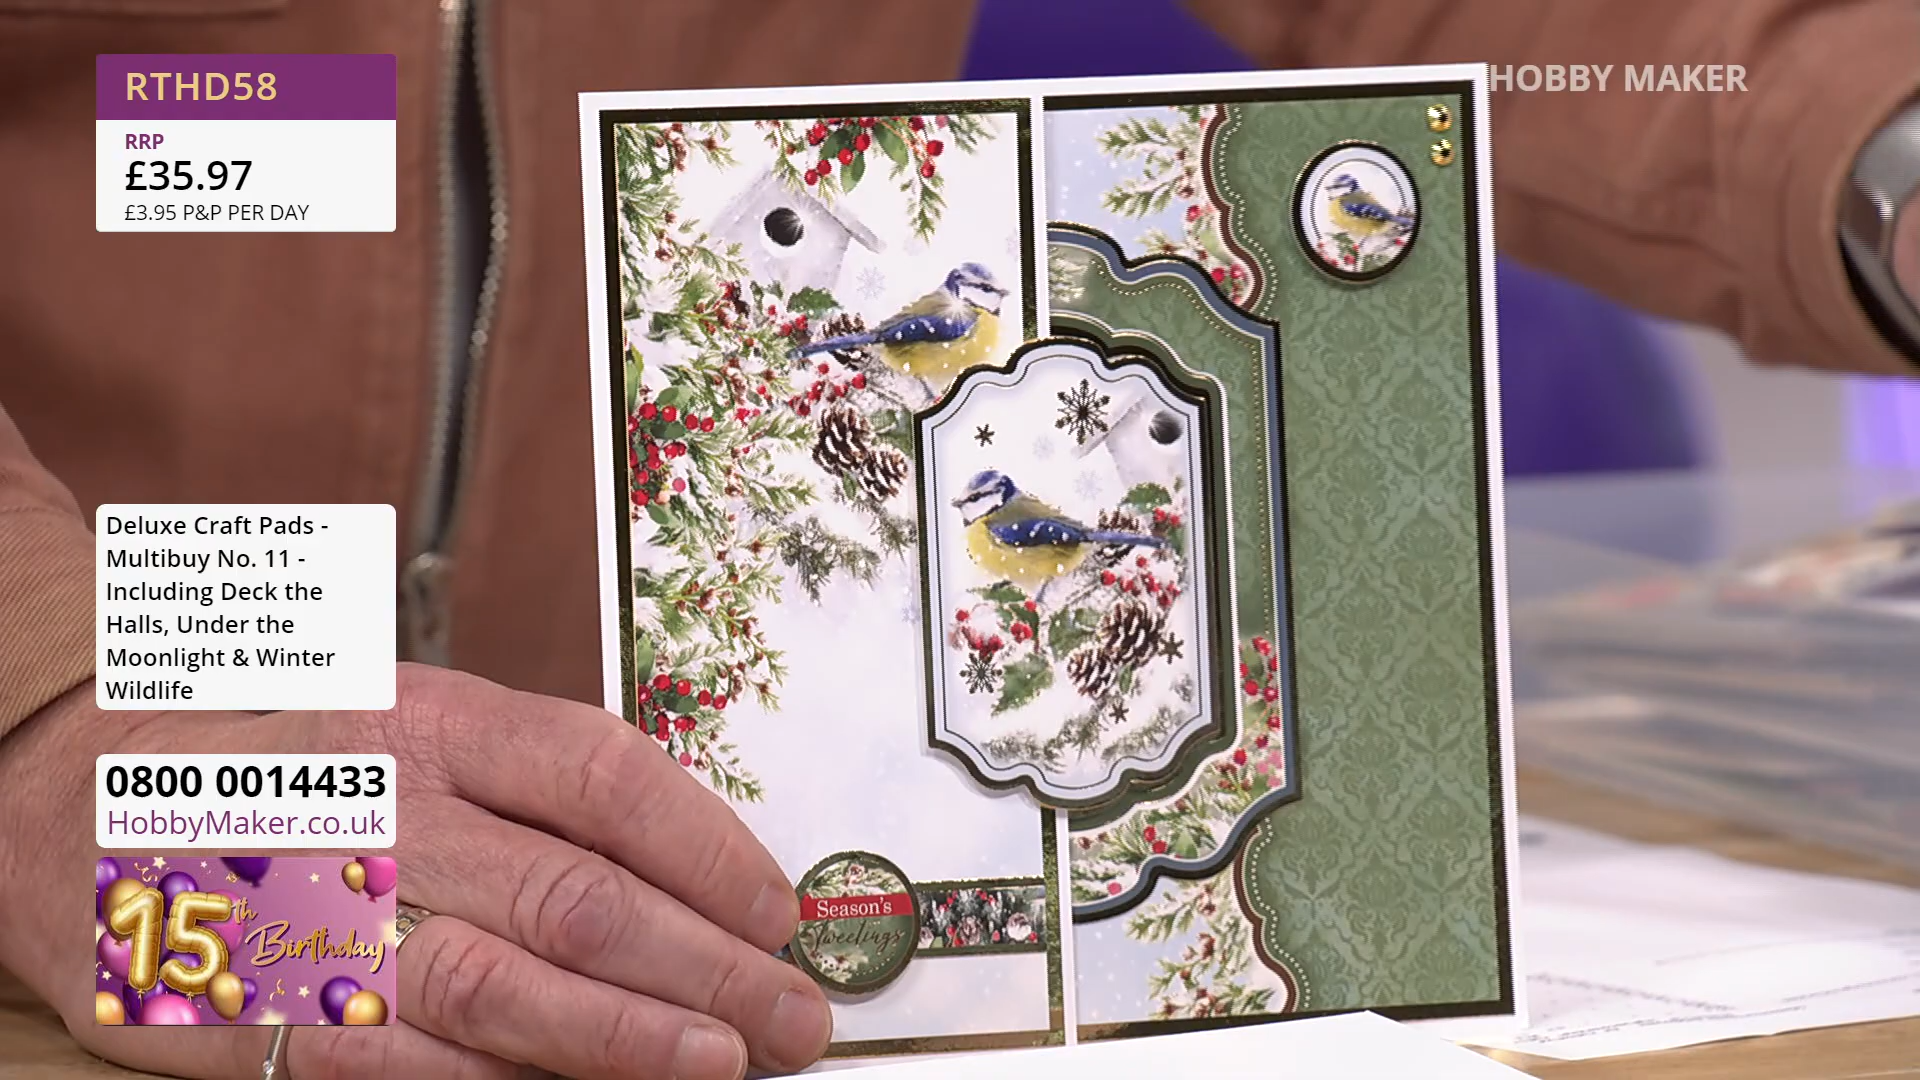 RTHD58
RRP
£35.97
£3.95 P&P PER DAY
HOBBY MAKER
Deluxe Craft Pads -
Multibuy No. 11 -
Including Deck the
Halls, Under the
Moonlight & Winter
Wildlife
0800 0014433
HobbyMaker.co.uk
15th
Birthday
Season's
Tweetings